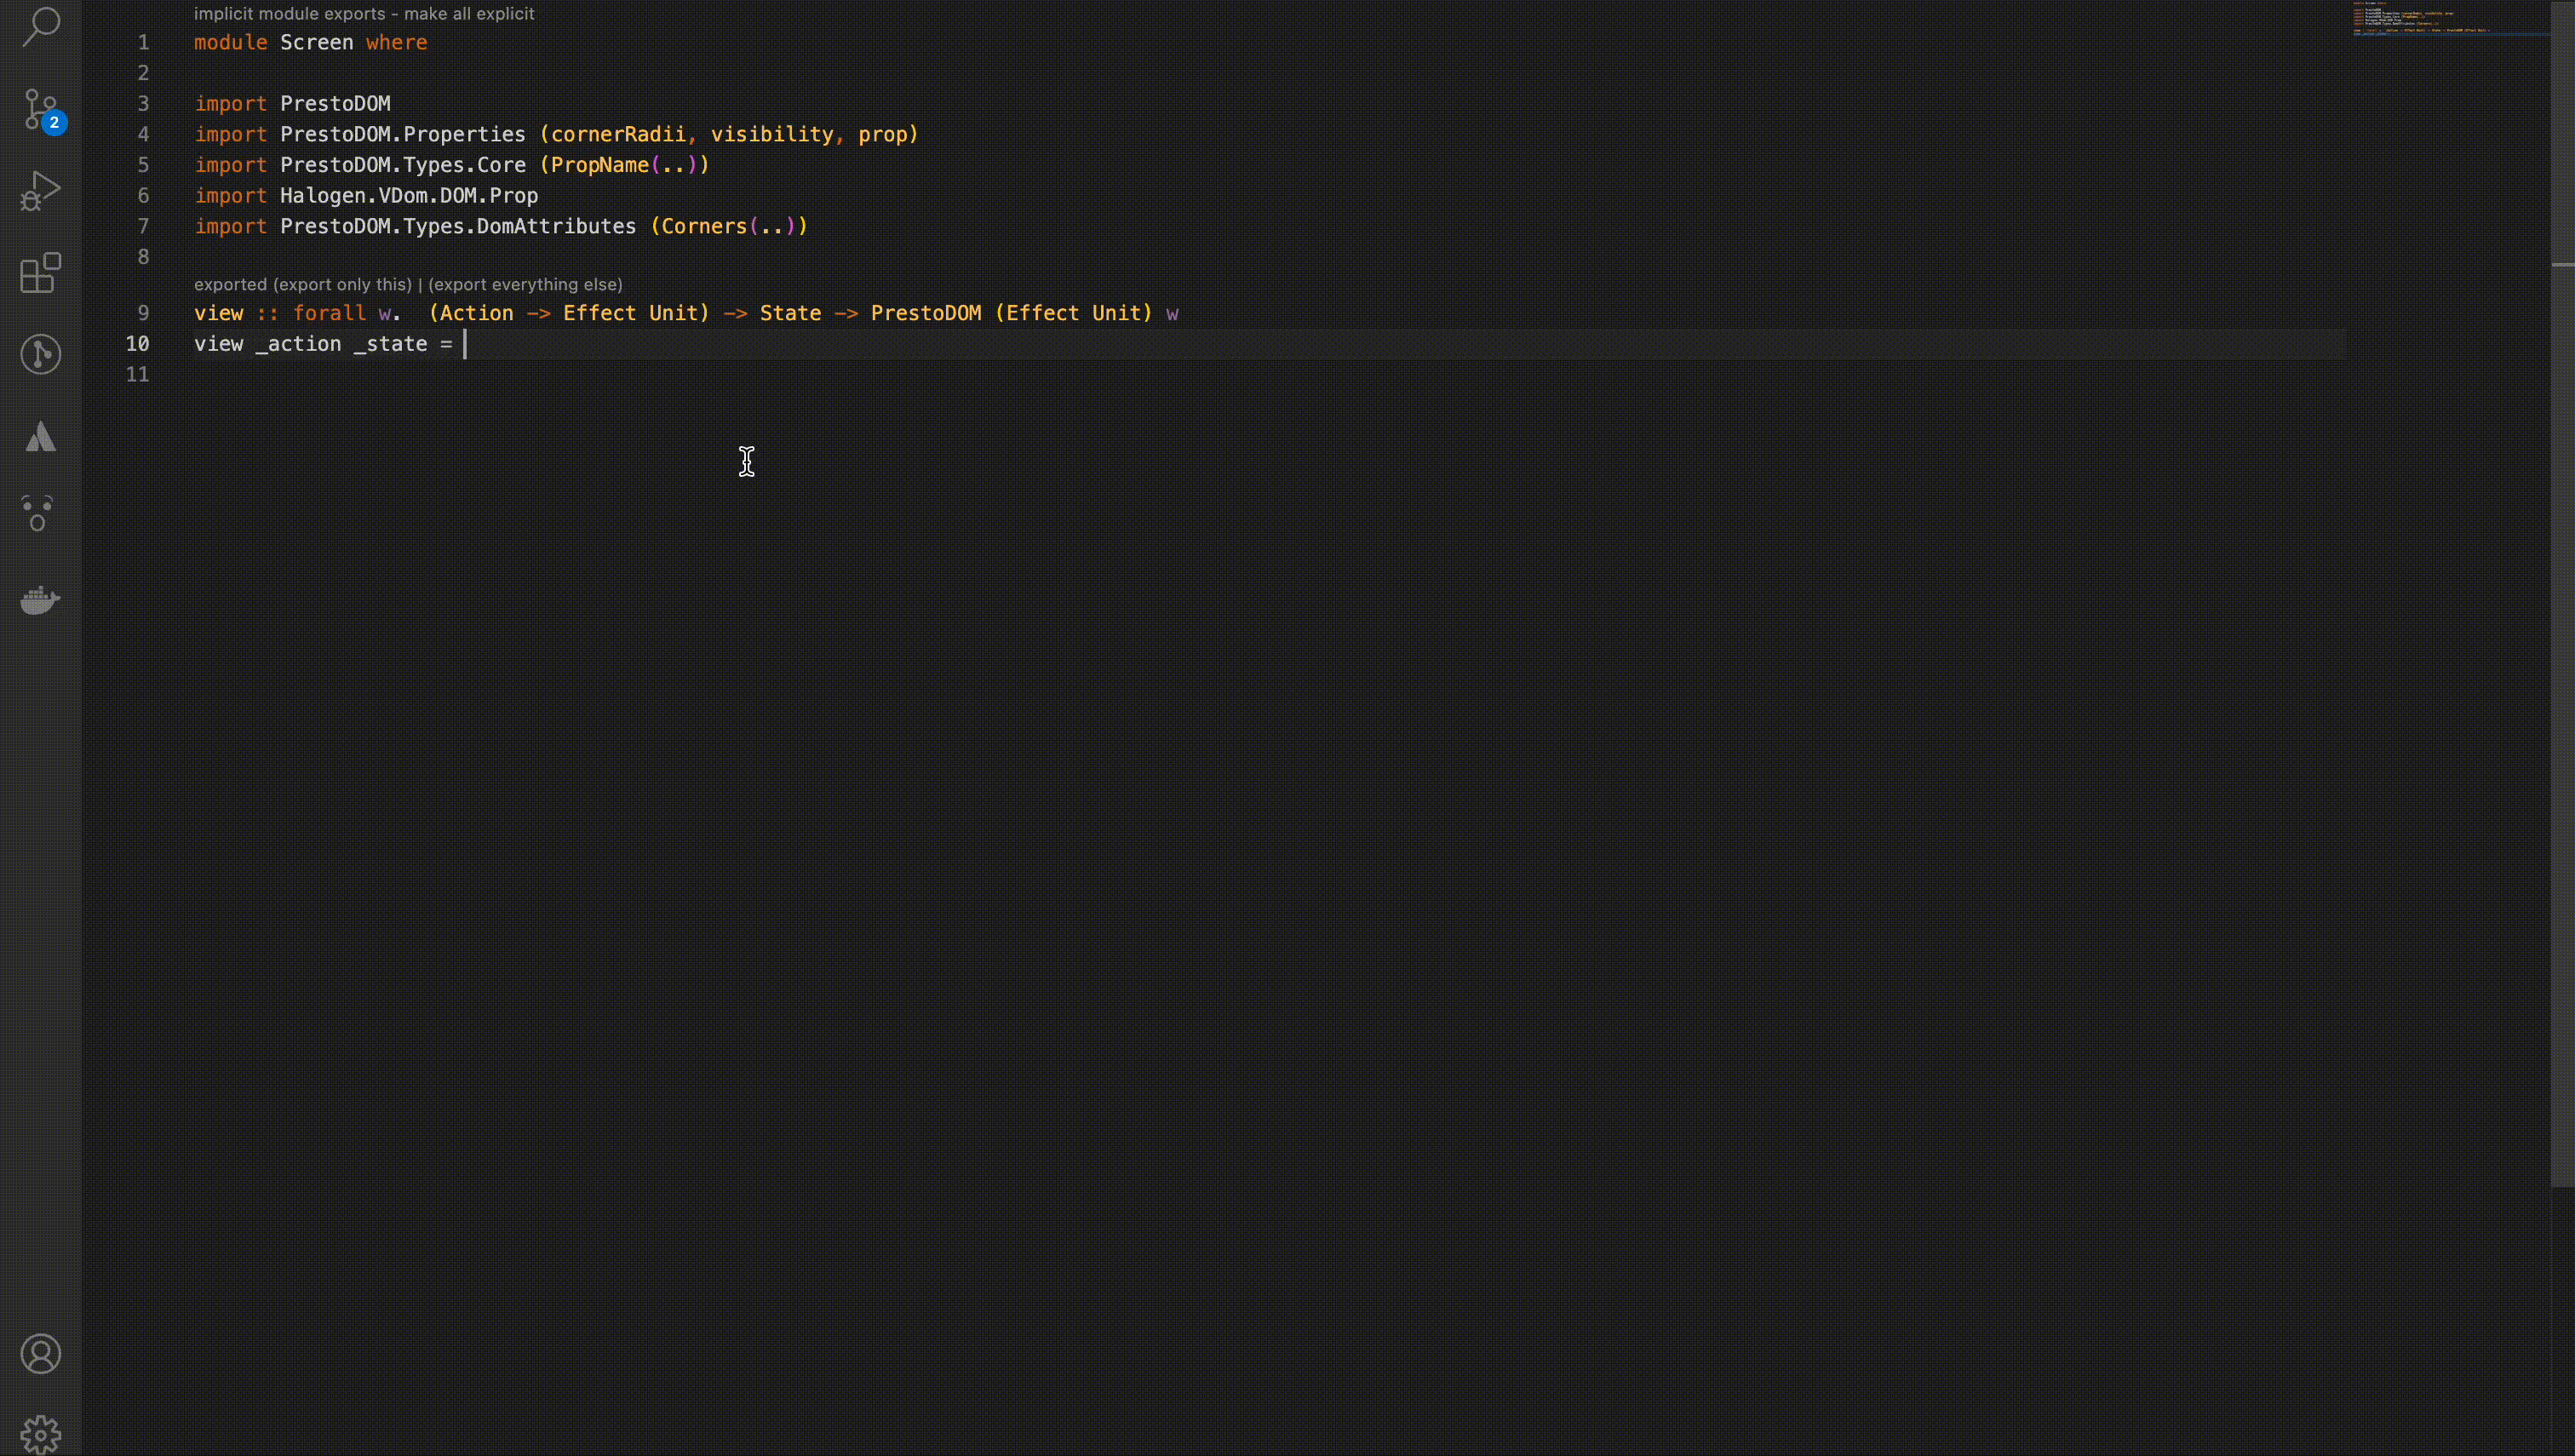 implicit module exports - make all explicit
1 module Screen where
2
3 import PrestoDOM
4 import PrestoDOM.Properties (cornerRadii, visibility, prop)
5 import PrestoDOM.Types.Core (PropName(..))
6 import Halogen.VDom.DOM.Prop
7 import PrestoDOM.Types.DomAttributes (Corners(..))
8
exported (export only this) | (export everything else)
9 view :: forall w.  (Action -> Effect Unit) -> State -> PrestoDOM (Effect Unit) w
10 view _action _state =
11
2